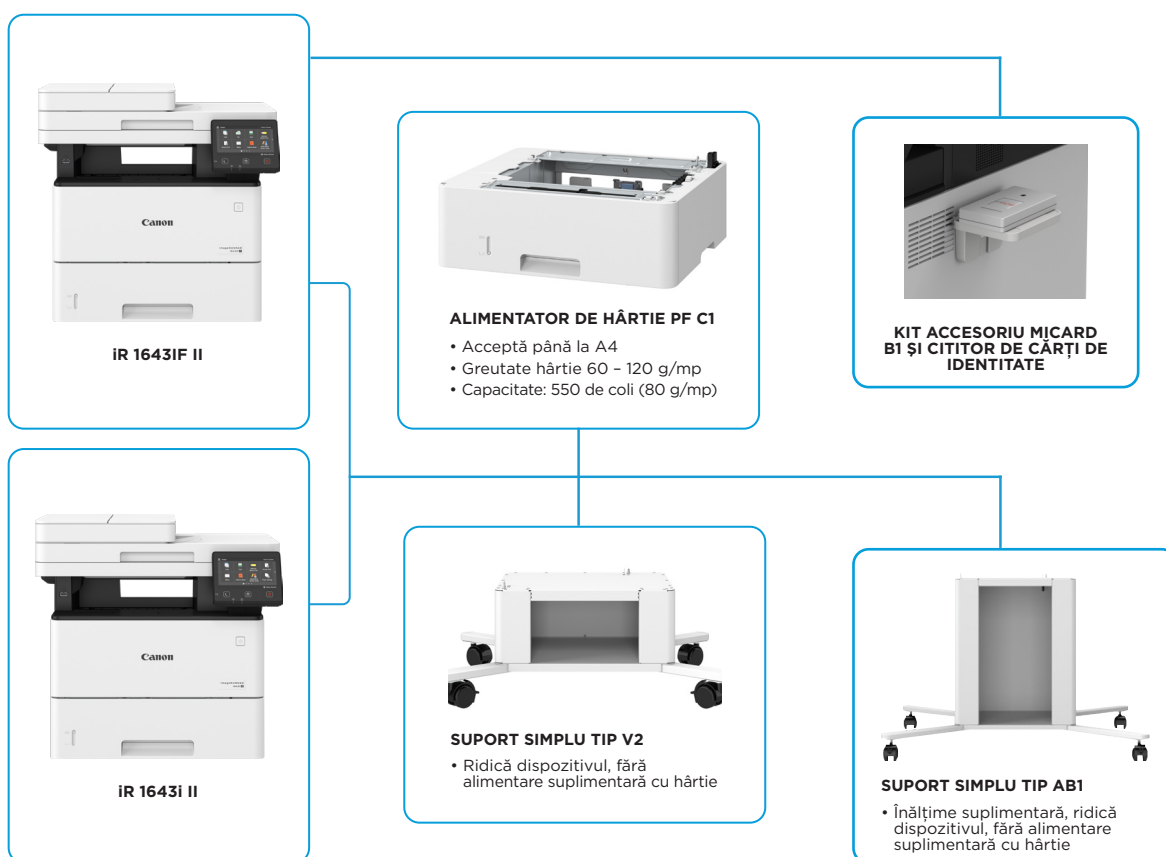 Canon
iR 1643IF II
ALIMENTATOR DE HÂRTIE PF C1
• Acceptă până la A4
• Greutate hârtie 60 – 120 g/mp
• Capacitate: 550 de coli (80 g/mp)
KIT ACCESORIU MICARD
B1 ȘI CITITOR DE CĂRȚI DE
IDENTITATE
Canon
iR 1643i II
SUPORT SIMPLU TIP V2
• Ridică dispozitivul, fără
alimentare suplimentară cu hârtie
SUPORT SIMPLU TIP AB1
• Înălțime suplimentară, ridică
dispozitivul, fără alimentare
suplimentară cu hârtie